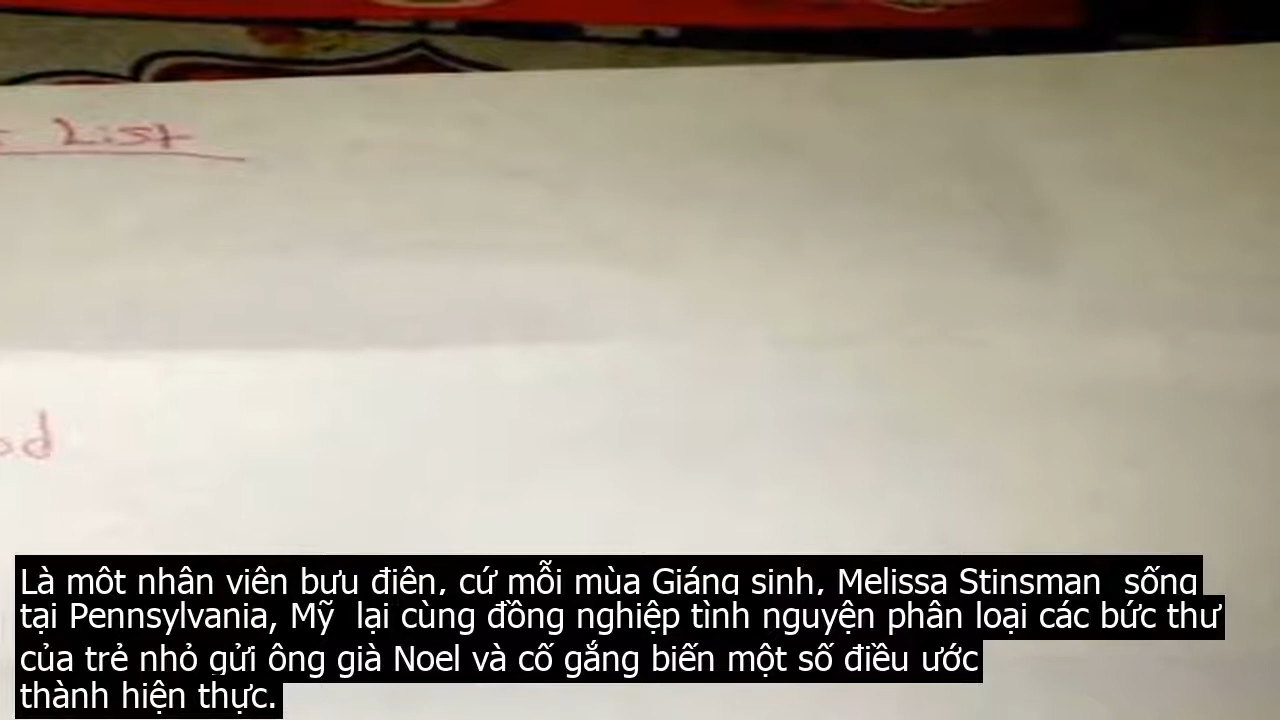 List
od
Là một nhân viên bưu điện, cứ mỗi mùa Giáng sinh, Melissa Stinsman sống
tại Pennsylvania, Mỹ lại cùng đồng nghiệp tình nguyện phân loại các bức thư
của trẻ nhỏ gửi ông già Noel và cố gắng biến một số điều ước
thành hiện thực.